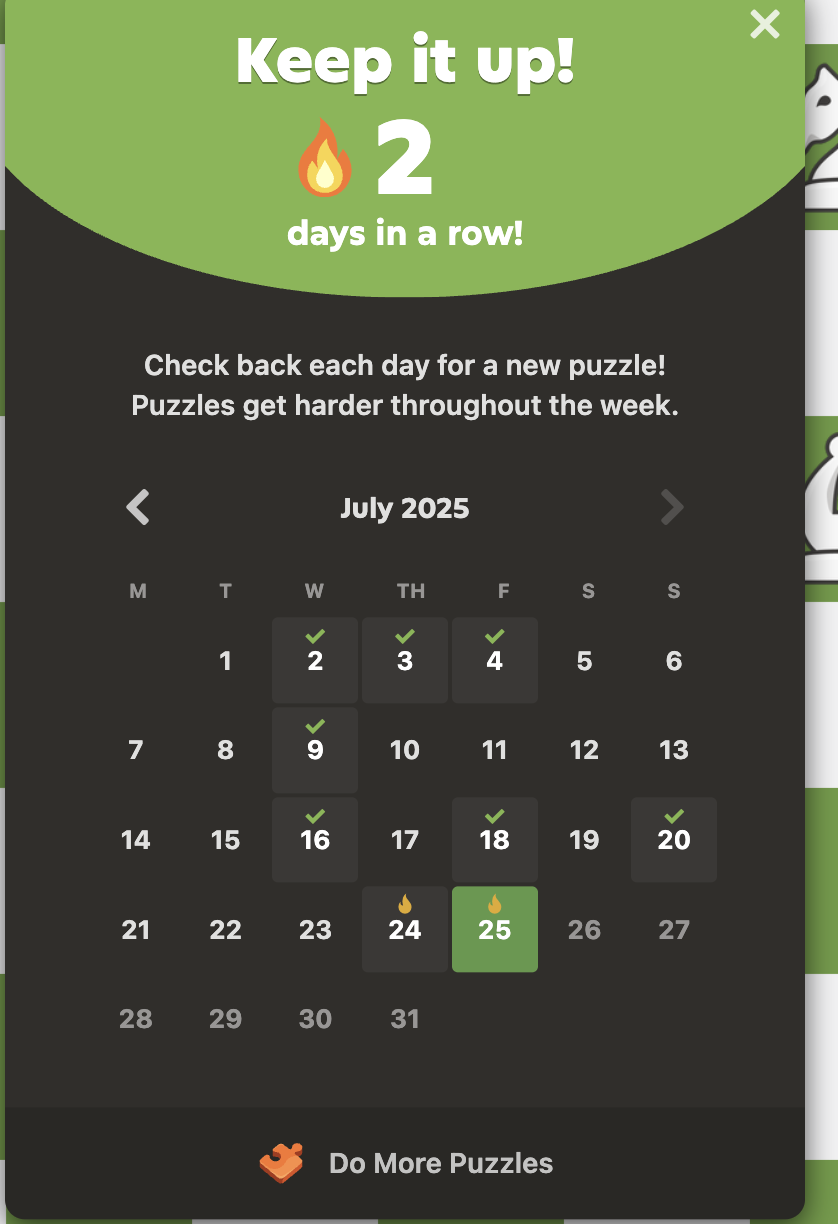 Keep it up!
2
days in a row!
Check back each day for a new puzzle!
Puzzles get harder throughout the week.
July 2025
M T W TH F S S
1 2 3 4 5 6
7 8 9 10 11 12 13
14 15 16 17 18 19 20
21 22 23 24 25 26 27
28 29 30 31
Do More Puzzles